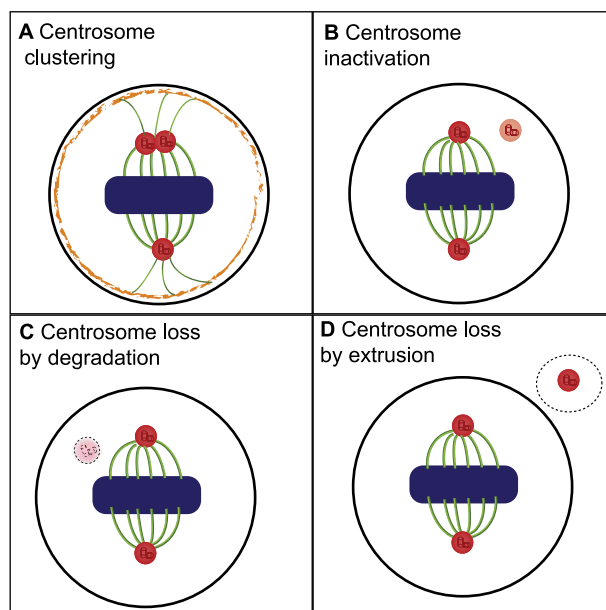 A Centrosome
clustering
B Centrosome
inactivation
C Centrosome loss
by degradation
D Centrosome loss
by extrusion